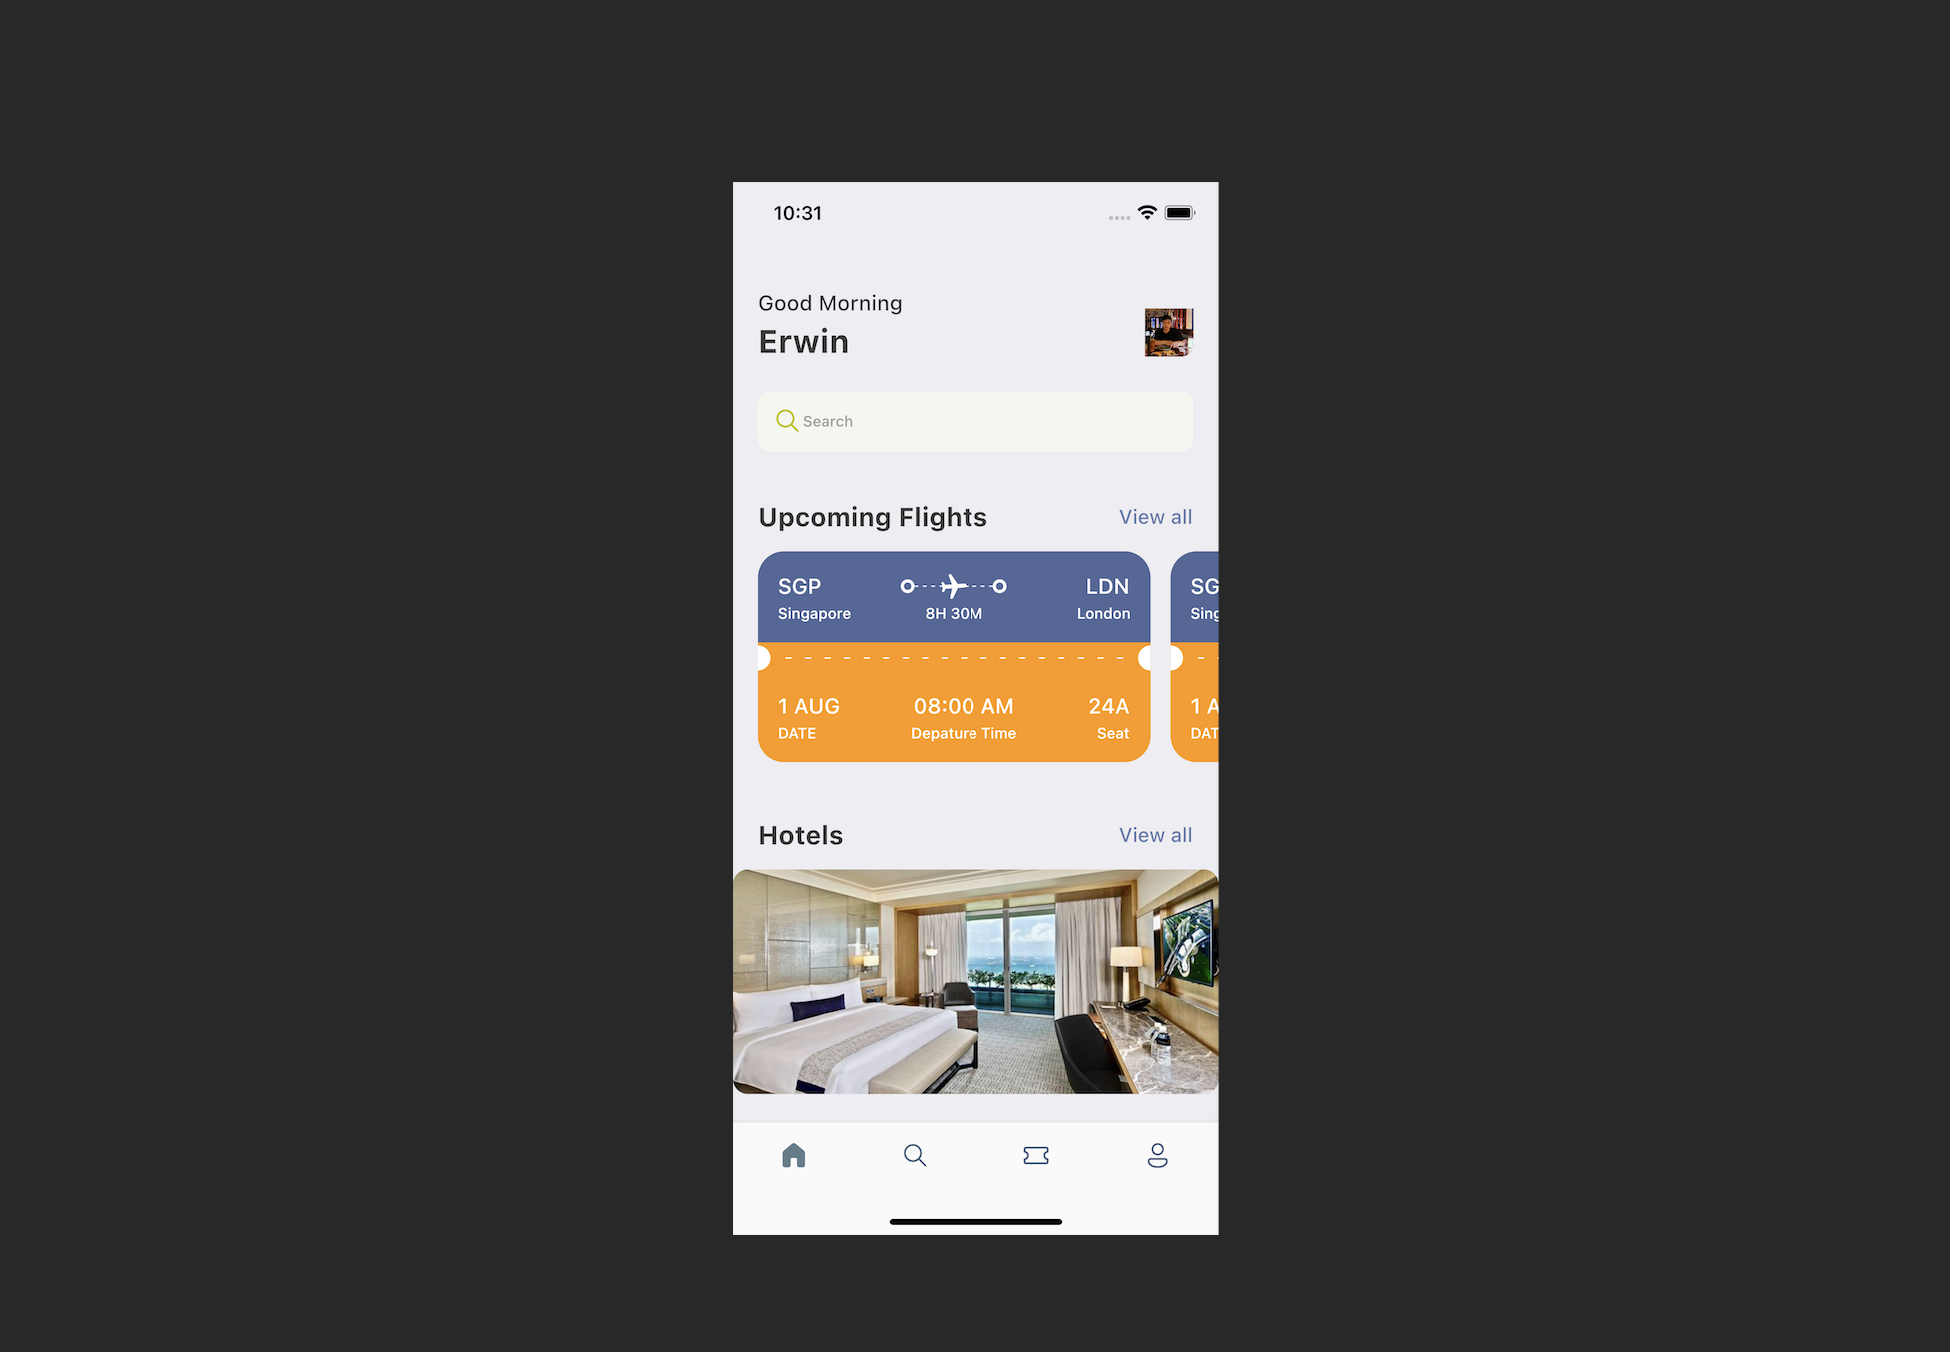 10:31
Good Morning
Erwin
Search
Upcoming Flights View all
SGP LDN SG
Singapore 8H 30M London Sing
1 AUG 08:00 AM 24A 1 A
DATE Depature Time Seat DAT
Hotels View all